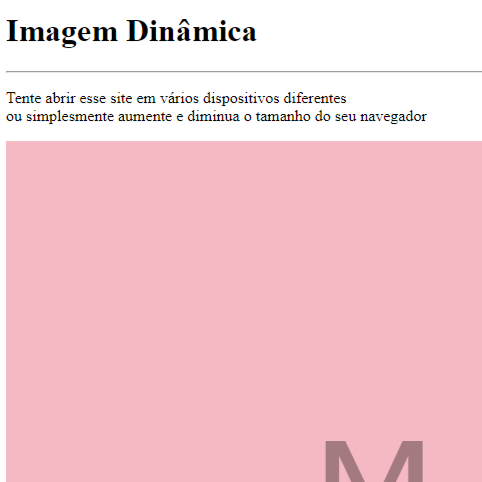 Imagem Dinâmica
Tente abrir esse site em vários dispositivos diferentes
ou simplesmente aumente e diminua o tamanho do seu navegador
M